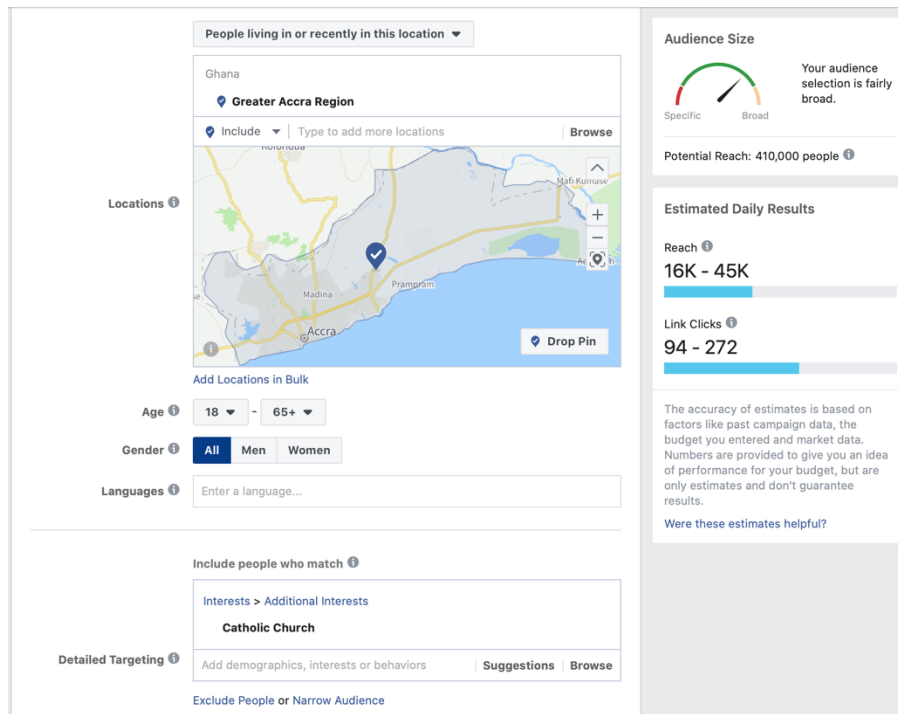 People living in or recently in this location
Ghana
Greater Accra Region
Include
Type to add more locations
Browse
Locations
Mafi Kumase
Prampram
Madina
Accra
Drop Pin
Add Locations in Bulk
Age
18
-
65+
Gender
All
Men
Women
Languages
Enter a language...
Include people who match
Interests > Additional Interests
Catholic Church
Detailed Targeting
Add demographics, interests or behaviors
Suggestions
Browse
Exclude People or Narrow Audience
Audience Size
Your audience
selection is fairly
broad.
Specific
Broad
Potential Reach: 410,000 people
Estimated Daily Results
Reach
16K - 45K
Link Clicks
94 - 272
The accuracy of estimates is based on
factors like past campaign data, the
budget you entered and market data.
Numbers are provided to give you an idea
of performance for your budget, but are
only estimates and don't guarantee
results.
Were these estimates helpful?